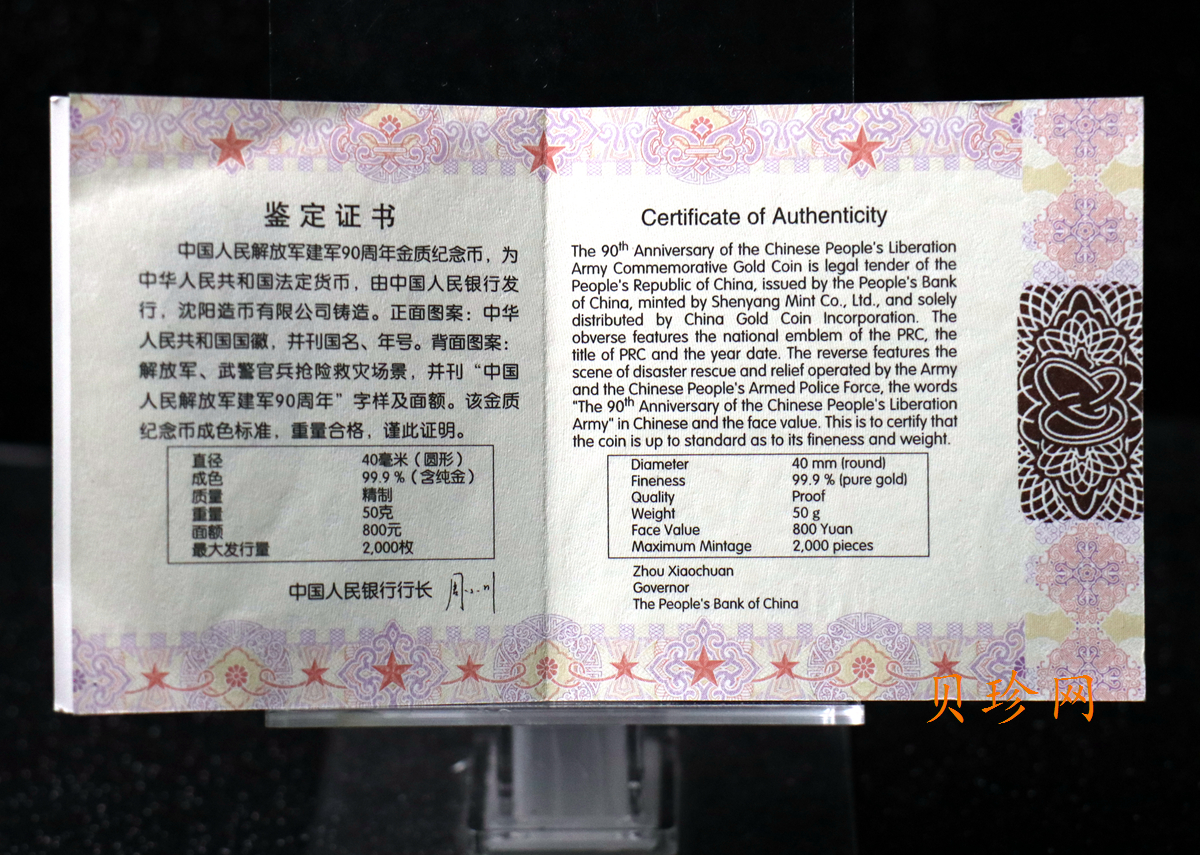 鉴定证书
中国人民解放军建军90周年金质纪念币，为
中华人民共和国法定货币，由中国人民银行发
行，沈阳造币有限公司铸造。正面图案：中华
人民共和国国徽，并刊国名、年号。背面图案：
解放军、武警官兵抢险救灾场景，并刊“中国
人民解放军建军90周年”字样及面额。该金质
纪念币成色标准，重量合格，谨此证明。
直径 40毫米（圆形）
成色 99.9 %（含纯金）
质量 精制
重量 50克
面额 800元
最大发行量 2,000枚
中国人民银行行长
Certificate of Authenticity
The 90th Anniversary of the Chinese People's Liberation
Army Commemorative Gold Coin is legal tender of the
People's Republic of China, issued by the People's Bank
of China, minted by Shenyang Mint Co., Ltd., and solely
distributed by China Gold Coin Incorporation. The
obverse features the national emblem of the PRC, the
title of PRC and the year date. The reverse features the
scene of disaster rescue and relief operated by the Army
and the Chinese People's Armed Police Force, the words
"The 90th Anniversary of the Chinese People's Liberation
Army" in Chinese and the face value. This is to certify that
the coin is up to standard as to its fineness and weight.
Diameter 40 mm (round)
Fineness 99.9 % (pure gold)
Quality Proof
Weight 50 g
Face Value 800 Yuan
Maximum Mintage 2,000 pieces
Zhou Xiaochuan
Governor
The People's Bank of China
贝珍网